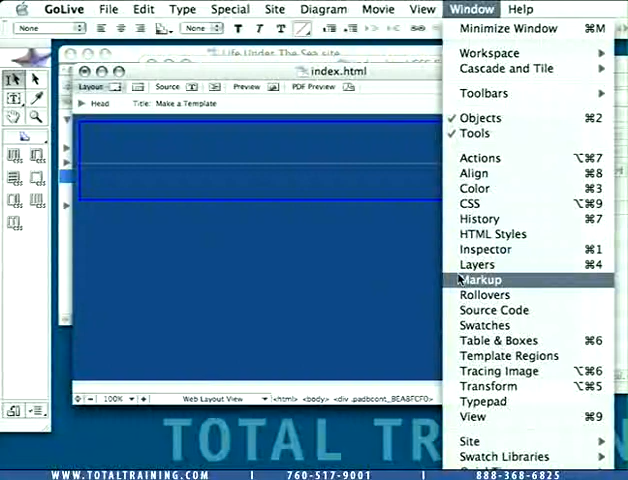 GoLive File Edit Type Special Site Diagram Movie View Window Help
None None
Life Under The Sea.site
index.html
Layout Source Preview PDF Preview
Head Title: Make a Template
Minimize Window ⌘M
Workspace
Cascade and Tile
Toolbars
✓ Objects ⌘2
✓ Tools
Actions ⌥⌘7
Align ⌘8
Color ⌘3
CSS ⌥⌘9
History ⌘7
HTML Styles
Inspector ⌘1
Layers ⌘4
Markup
Rollovers
Source Code
Swatches
Table & Boxes ⌘6
Template Regions
Tracing Image ⌥⌘6
Transform ⌥⌘5
Typepad
View ⌘9
Site
Swatch Libraries
100% Web Layout View <html> <body> <div .padbcont_BEA8FCF0>
TOTAL TR
WWW.TOTALTRAINING.COM | 760-517-9001 | 888-368-6825